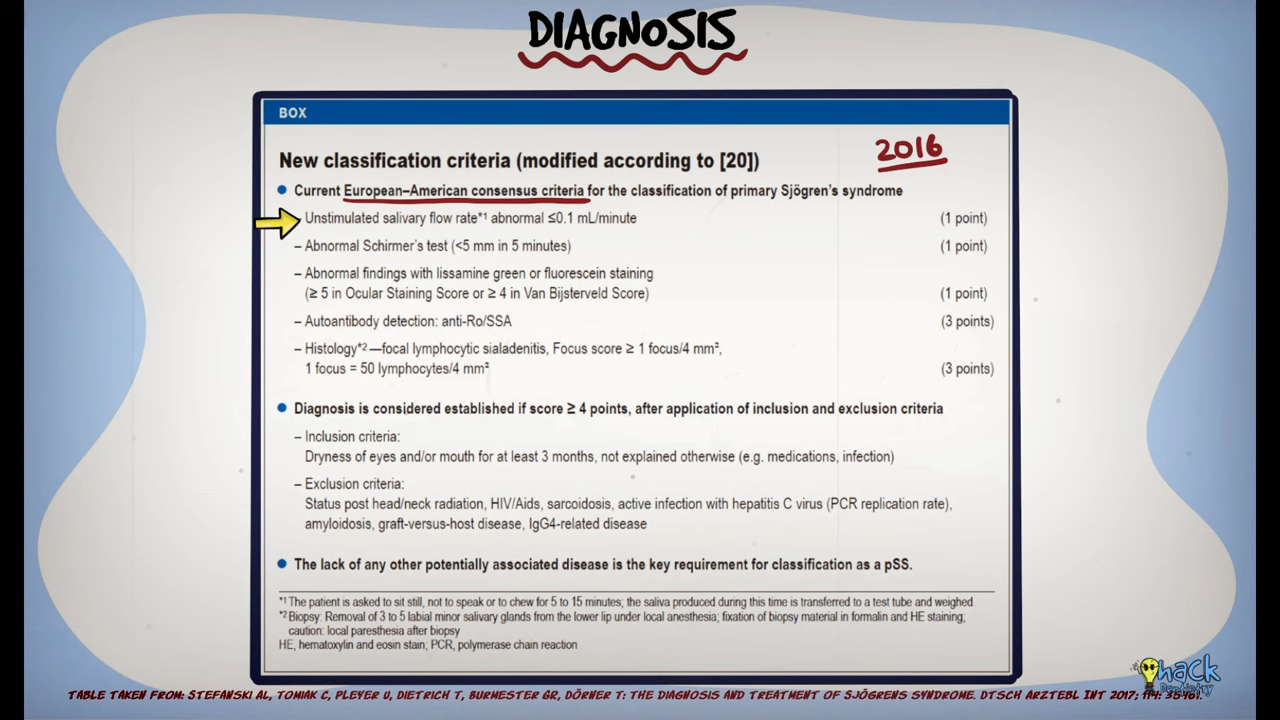 DIAGNOSIS
BOX
2016
New classification criteria (modified according to [20])
● Current European–American consensus criteria for the classification of primary Sjögren's syndrome
Unstimulated salivary flow rate*1 abnormal ≤0.1 mL/minute (1 point)
– Abnormal Schirmer's test (<5 mm in 5 minutes) (1 point)
– Abnormal findings with lissamine green or fluorescein staining
(≥ 5 in Ocular Staining Score or ≥ 4 in Van Bijsterveld Score) (1 point)
– Autoantibody detection: anti-Ro/SSA (3 points)
– Histology*2—focal lymphocytic sialadenitis, Focus score ≥ 1 focus/4 mm²,
1 focus = 50 lymphocytes/4 mm² (3 points)
● Diagnosis is considered established if score ≥ 4 points, after application of inclusion and exclusion criteria
– Inclusion criteria:
Dryness of eyes and/or mouth for at least 3 months, not explained otherwise (e.g. medications, infection)
– Exclusion criteria:
Status post head/neck radiation, HIV/Aids, sarcoidosis, active infection with hepatitis C virus (PCR replication rate),
amyloidosis, graft-versus-host disease, IgG4-related disease
● The lack of any other potentially associated disease is the key requirement for classification as a pSS.
*1 The patient is asked to sit still, not to speak or to chew for 5 to 15 minutes; the saliva produced during this time is transferred to a test tube and weighed.
*2 Biopsy: Removal of 3 to 5 labial minor salivary glands from the lower lip under local anesthesia; fixation of biopsy material in formalin and HE staining;
caution: local paresthesia after biopsy
HE, hematoxylin and eosin stain; PCR, polymerase chain reaction
hack
Dentistry
TABLE TAKEN FROM: STEFANSKI AL, TOMIAK C, PLEYER U, DIETRICH T, BURMESTER GR, DÖRNER T: THE DIAGNOSIS AND TREATMENT OF SJÖGRENS SYNDROME. DTSCH ARZTEBL INT 2017; 114: